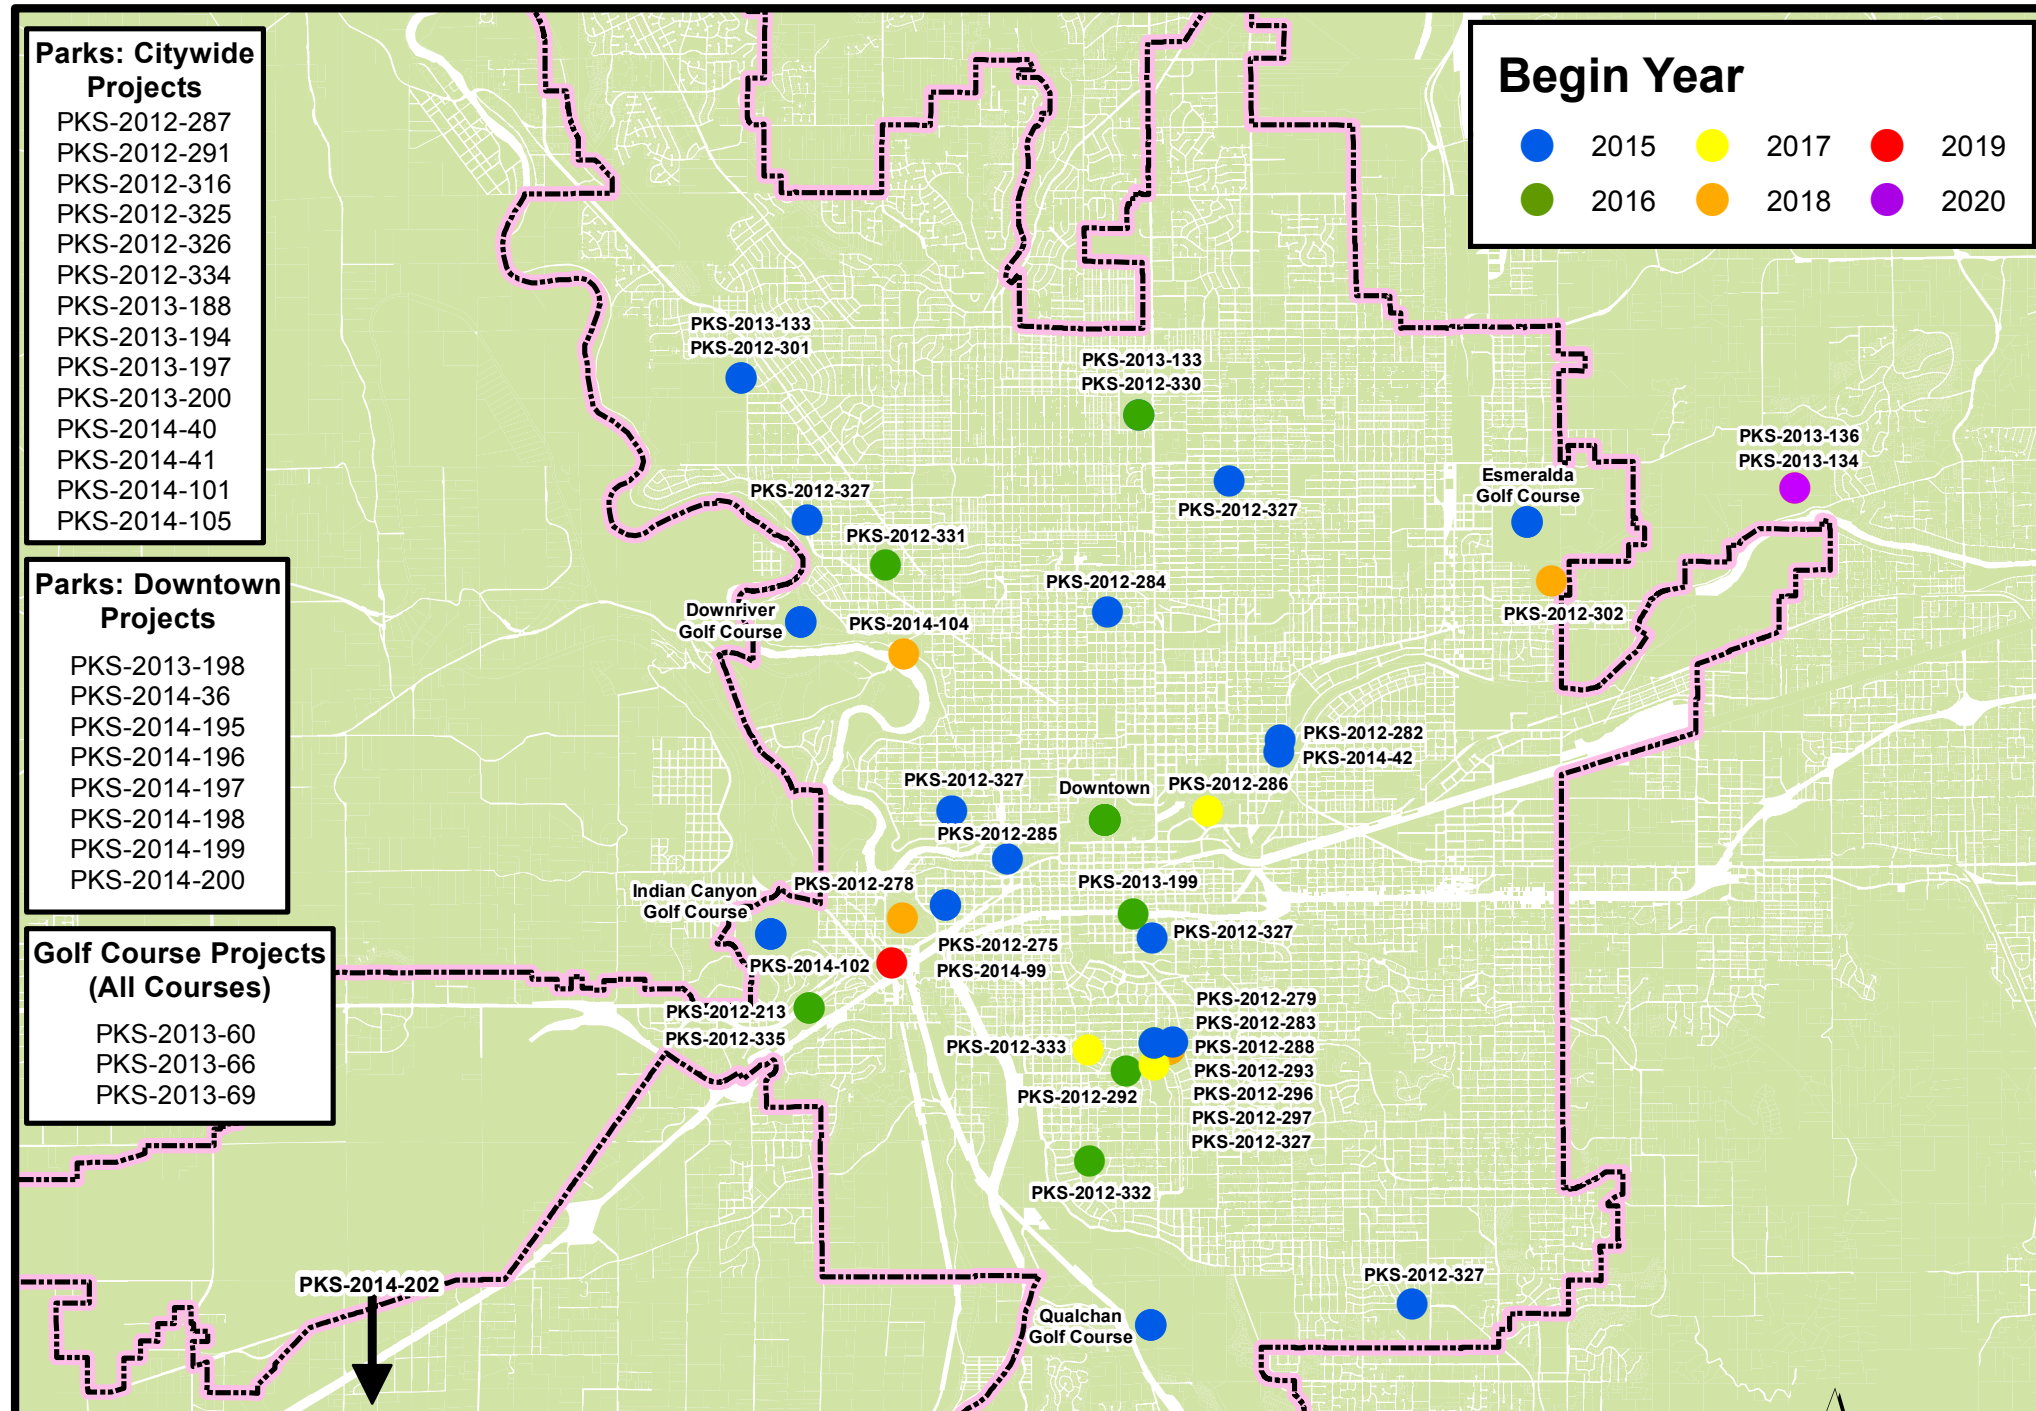 Parks: Citywide
Projects
PKS-2012-287
PKS-2012-291
PKS-2012-316
PKS-2012-325
PKS-2012-326
PKS-2012-334
PKS-2013-188
PKS-2013-194
PKS-2013-197
PKS-2013-200
PKS-2014-40
PKS-2014-41
PKS-2014-101
PKS-2014-105
Parks: Downtown
Projects
PKS-2013-198
PKS-2014-36
PKS-2014-195
PKS-2014-196
PKS-2014-197
PKS-2014-198
PKS-2014-199
PKS-2014-200
Golf Course Projects
(All Courses)
PKS-2013-60
PKS-2013-66
PKS-2013-69
Begin Year
2015
2017
2019
2016
2018
2020
PKS-2013-133
PKS-2012-301
PKS-2013-133
PKS-2012-330
PKS-2013-136
PKS-2013-134
Esmeralda
Golf Course
PKS-2012-327
PKS-2012-327
PKS-2012-331
PKS-2012-284
Downriver
Golf Course
PKS-2014-104
PKS-2012-302
PKS-2012-282
PKS-2014-42
PKS-2012-327
Downtown
PKS-2012-286
PKS-2012-285
PKS-2012-278
PKS-2013-199
Indian Canyon
Golf Course
PKS-2012-327
PKS-2012-275
PKS-2014-99
PKS-2014-102
PKS-2012-213
PKS-2012-335
PKS-2012-279
PKS-2012-283
PKS-2012-288
PKS-2012-293
PKS-2012-296
PKS-2012-297
PKS-2012-327
PKS-2012-333
PKS-2012-292
PKS-2012-332
PKS-2014-202
PKS-2012-327
Qualchan
Golf Course